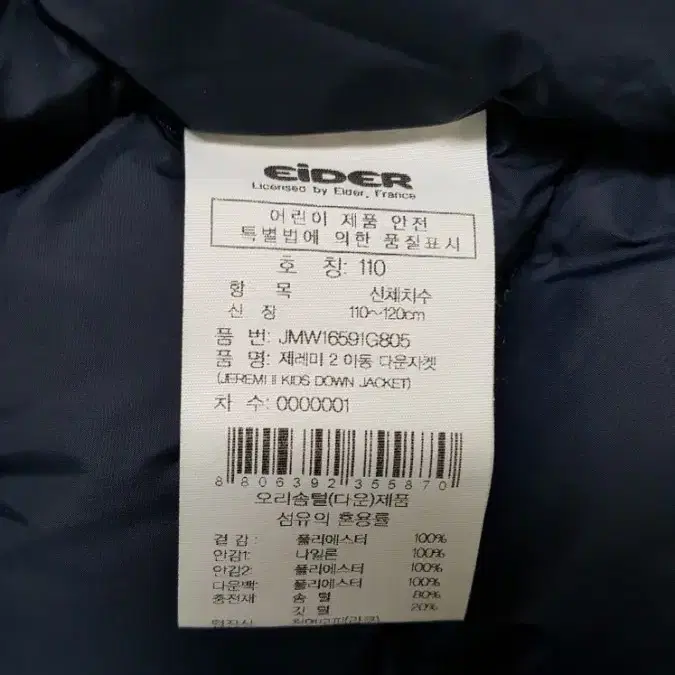 EiDER
Licensed by Eider, France
어린이 제품 안전
특별법에 의한 품질표시
호 칭: 110
항 목 신체치수
신 장 110~120cm
품 번: JMW16591G805
품 명: 제레미 2 아동 다운자켓
(JEREMI II KIDS DOWN JACKET)
차 수: 0000001
8 806392 355870
오리솜털(다운)제품
섬유의 혼용률
겉감: 폴리에스터 100%
안감1: 나일론 100%
안감2: 폴리에스터 100%
다운백: 폴리에스터 100%
충전재 솜 털 80%
깃 털 20%